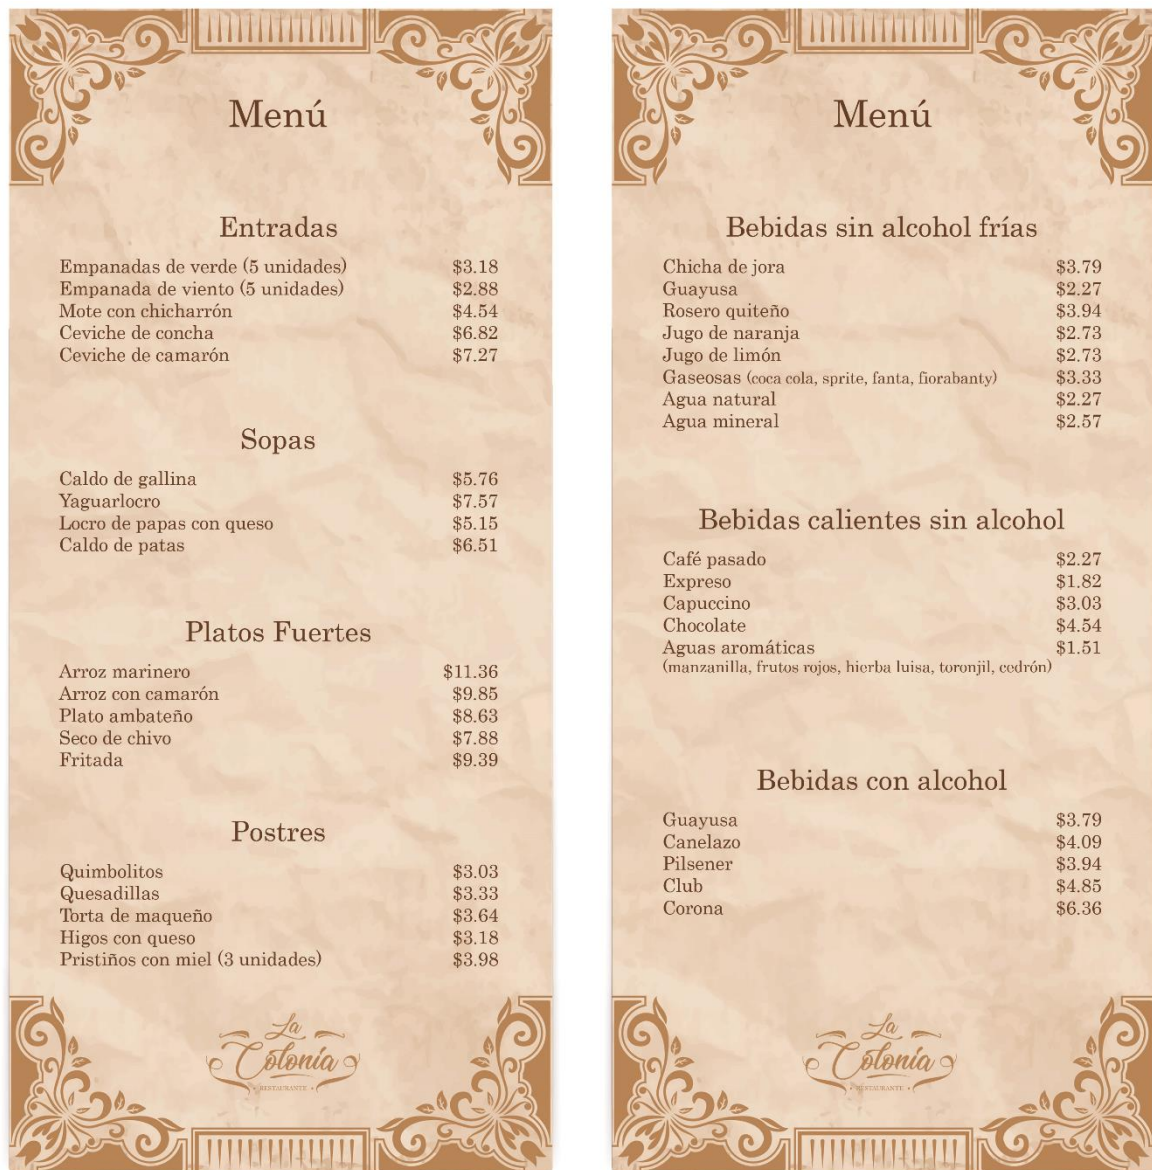 Menú
Entradas
Empanadas de verde (5 unidades) $3.18
Empanada de viento (5 unidades) $2.88
Mote con chicharrón $4.54
Ceviche de concha $6.82
Ceviche de camarón $7.27
Sopas
Caldo de gallina $5.76
Yaguarlocro $7.57
Locro de papas con queso $5.15
Caldo de patas $6.51
Platos Fuertes
Arroz marinero $11.36
Arroz con camarón $9.85
Plato ambateño $8.63
Seco de chivo $7.88
Fritada $9.39
Postres
Quimbolitos $3.03
Quesadillas $3.33
Torta de maqueño $3.64
Higos con queso $3.18
Pristiños con miel (3 unidades) $3.98
La
Colonia
RESTAURANTE
Menú
Bebidas sin alcohol frías
Chicha de jora $3.79
Guayusa $2.27
Rosero quiteño $3.94
Jugo de naranja $2.73
Jugo de limón $2.73
Gaseosas (coca cola, sprite, fanta, fiorabanty) $3.33
Agua natural $2.27
Agua mineral $2.57
Bebidas calientes sin alcohol
Café pasado $2.27
Expreso $1.82
Capuccino $3.03
Chocolate $4.54
Aguas aromáticas $1.51
(manzanilla, frutos rojos, hierba luisa, toronjil, cedrón)
Bebidas con alcohol
Guayusa $3.79
Canelazo $4.09
Pilsener $3.94
Club $4.85
Corona $6.36
La
Colonia
RESTAURANTE